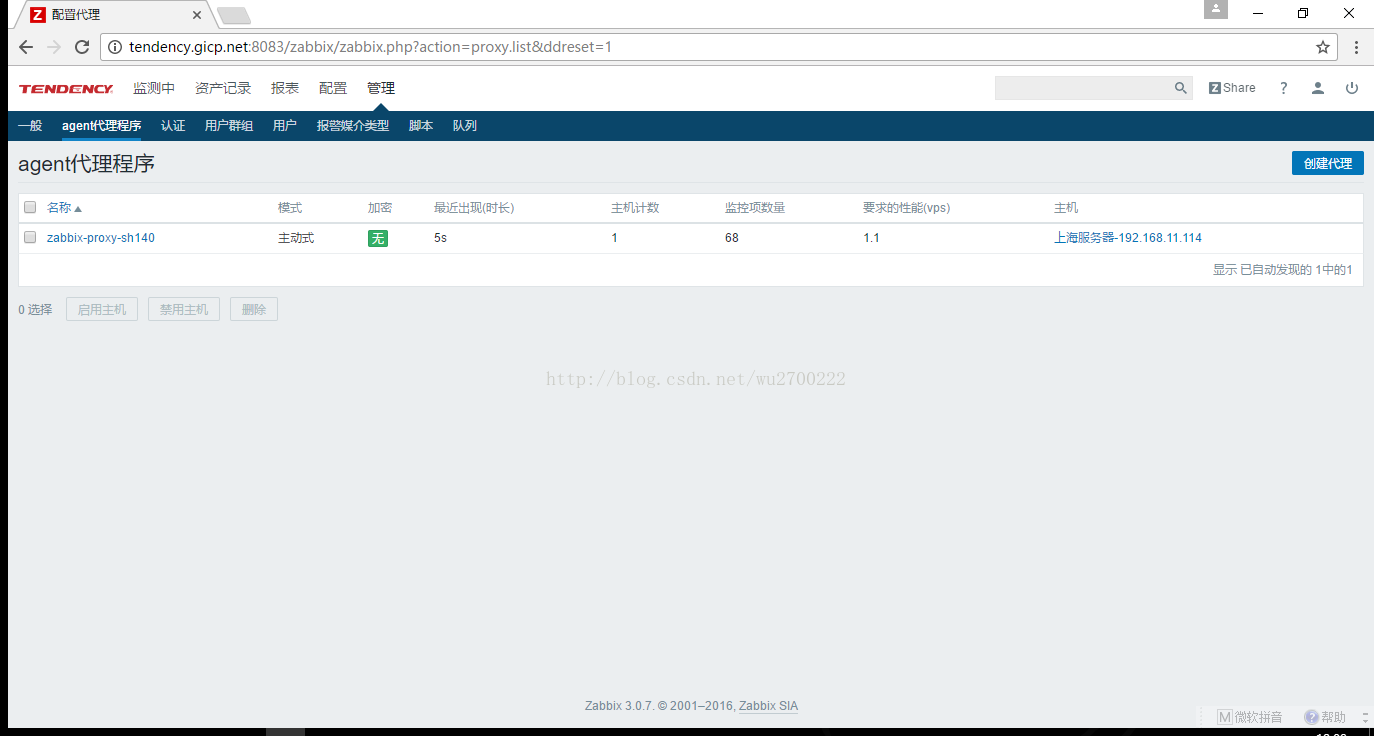 Z 配置代理
tendency.gicp.net:8083/zabbix/zabbix.php?action=proxy.list&ddreset=1
TENDENCY 监测中 资产记录 报表 配置 管理 Z Share ?
一般 agent代理程序 认证 用户群组 用户 报警媒介类型 脚本 队列
agent代理程序 创建代理
名称 模式 加密 最近出现(时长) 主机计数 监控项数量 要求的性能(vps) 主机
zabbix-proxy-sh140 主动式 无 5s 1 68 1.1 上海服务器-192.168.11.114
显示 已自动发现的 1中的1
0 选择 启用主机 禁用主机 删除
http://blog.csdn.net/wu2700222
Zabbix 3.0.7. © 2001–2016, Zabbix SIA
M 微软拼音 ? 帮助